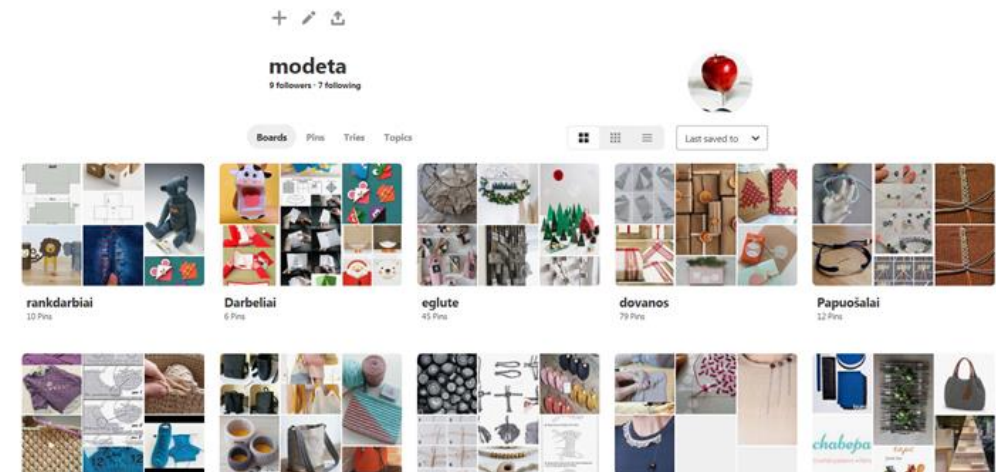 modeta
9 followers · 7 following
Boards Pins Tries Topics
Last saved to
rankdarbiai
10 Pins
Darbeliai
6 Pins
eglute
45 Pins
dovanos
79 Pins
Papuošalai
12 Pins
chabepa